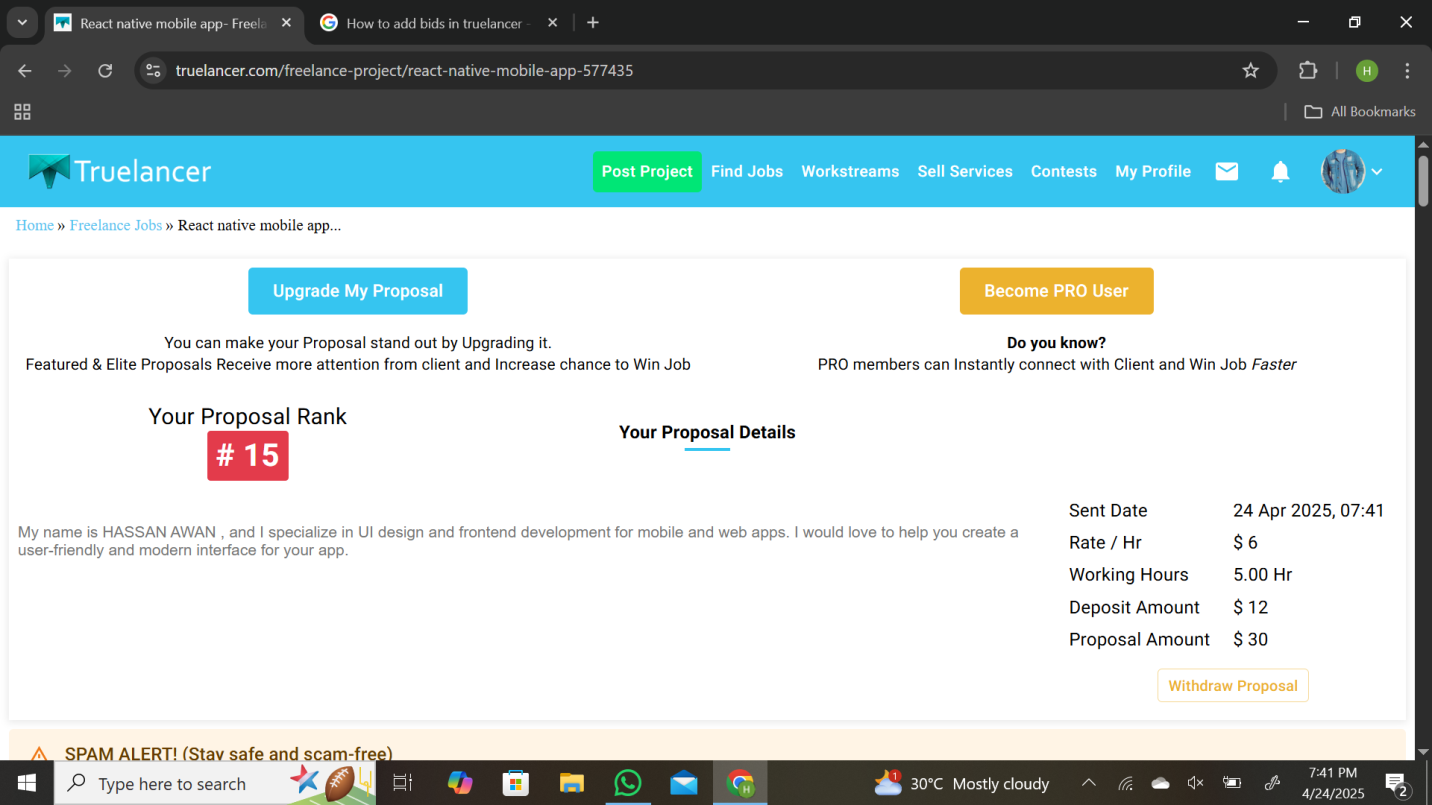 React native mobile app- Freela
How to add bids in truelancer -
truelancer.com/freelance-project/react-native-mobile-app-577435
H
All Bookmarks
Truelancer
Post Project
Find Jobs
Workstreams
Sell Services
Contests
My Profile
Home » Freelance Jobs » React native mobile app...
Upgrade My Proposal
Become PRO User
You can make your Proposal stand out by Upgrading it.
Featured & Elite Proposals Receive more attention from client and Increase chance to Win Job
Do you know?
PRO members can Instantly connect with Client and Win Job Faster
Your Proposal Rank
# 15
Your Proposal Details
My name is HASSAN AWAN , and I specialize in UI design and frontend development for mobile and web apps. I would love to help you create a
user-friendly and modern interface for your app.
Sent Date 24 Apr 2025, 07:41
Rate / Hr $ 6
Working Hours 5.00 Hr
Deposit Amount $ 12
Proposal Amount $ 30
Withdraw Proposal
SPAM ALERT! (Stay safe and scam-free)
Type here to search
H
1
30°C Mostly cloudy
7:41 PM
4/24/2025
2